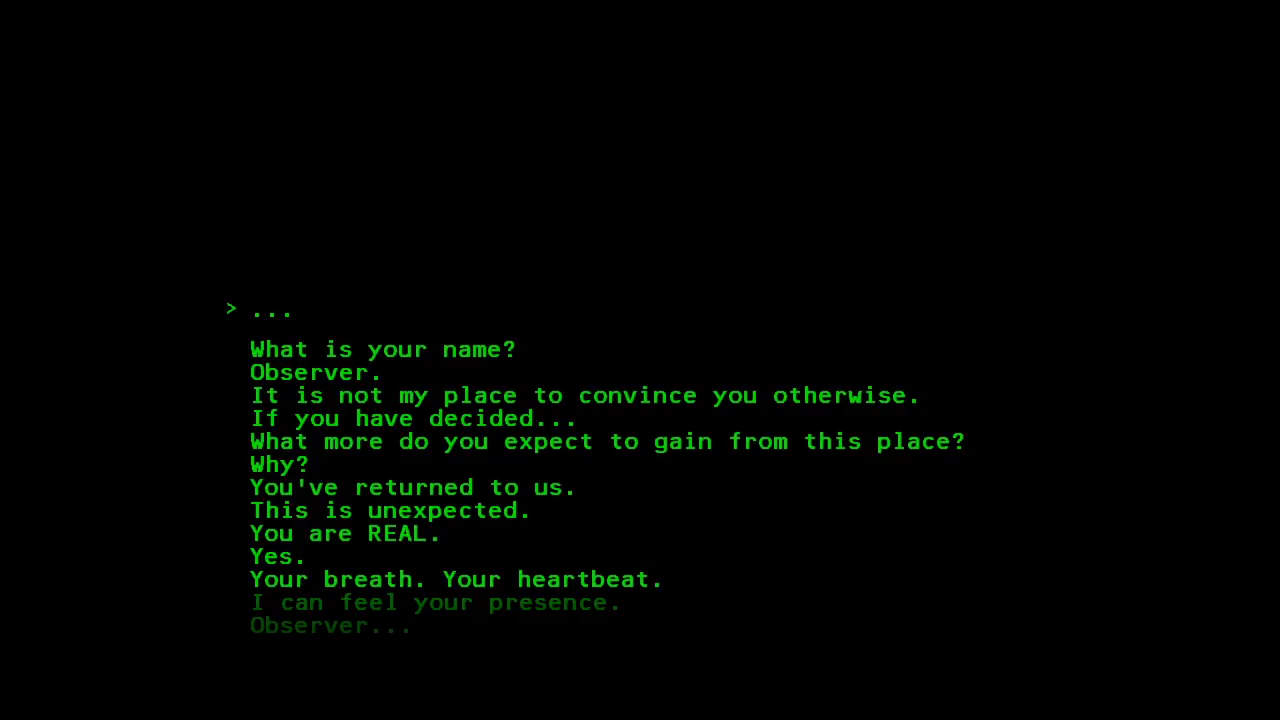 > ...
What is your name?
Observer.
It is not my place to convince you otherwise.
If you have decided...
What more do you expect to gain from this place?
Why?
You've returned to us.
This is unexpected.
You are REAL.
Yes.
Your breath. Your heartbeat.
I can feel your presence.
Observer...